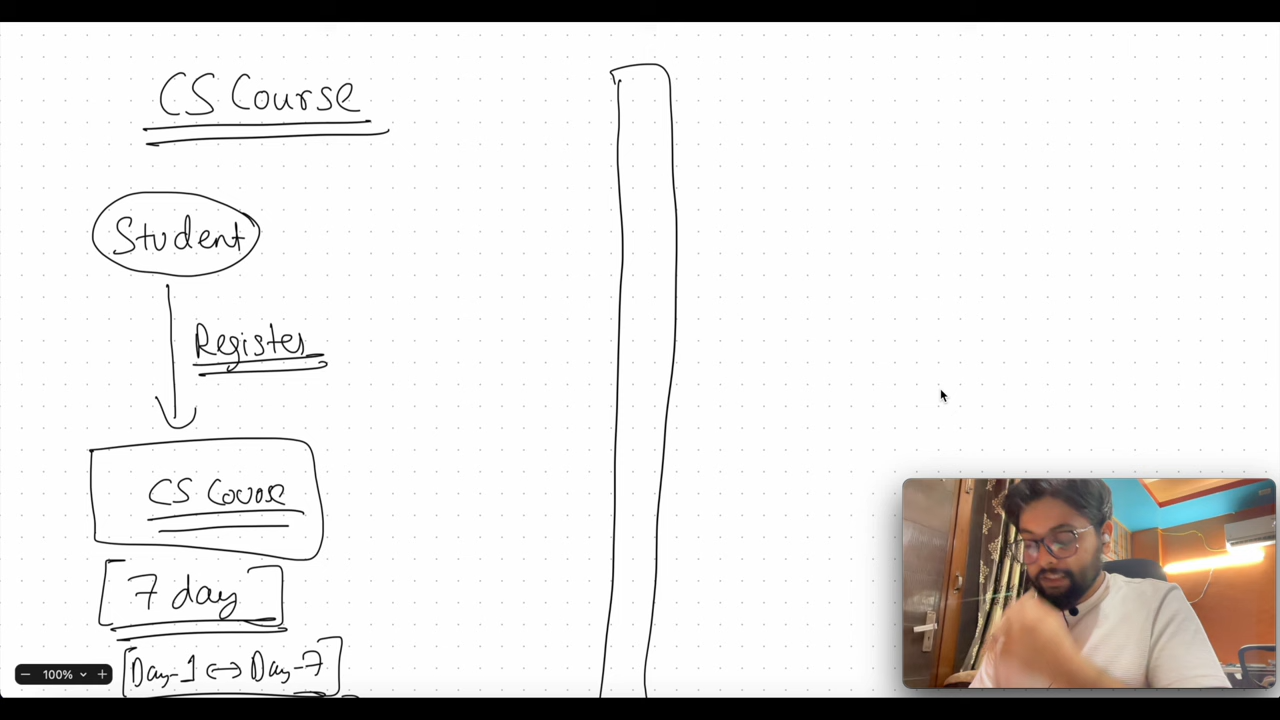 CS Course
Student
Register
CS Course
7 day
Day-1 ↔ Day-7
− 100% +